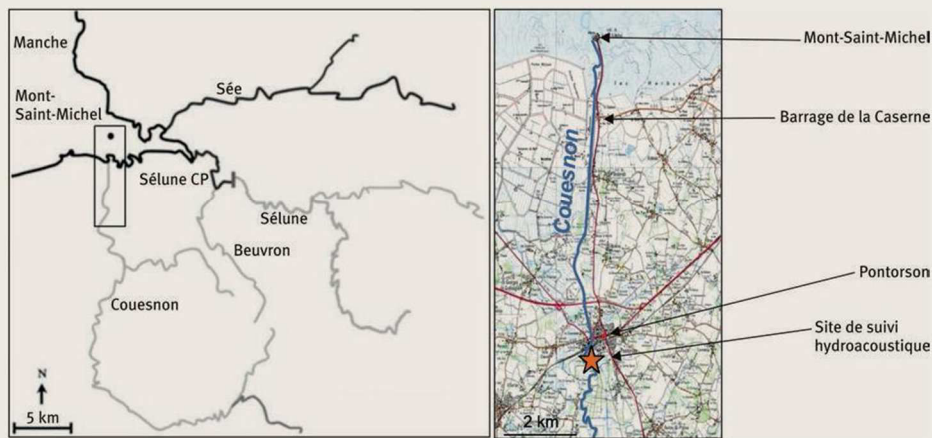 Manche
Mont-
Saint-Michel
Sée
Sélune CP
Sélune
Beuvron
Couesnon
N
5 km
Couesnon
2 km
Mont-Saint-Michel
Barrage de la Caserne
Pontorson
Site de suivi
hydroacoustique